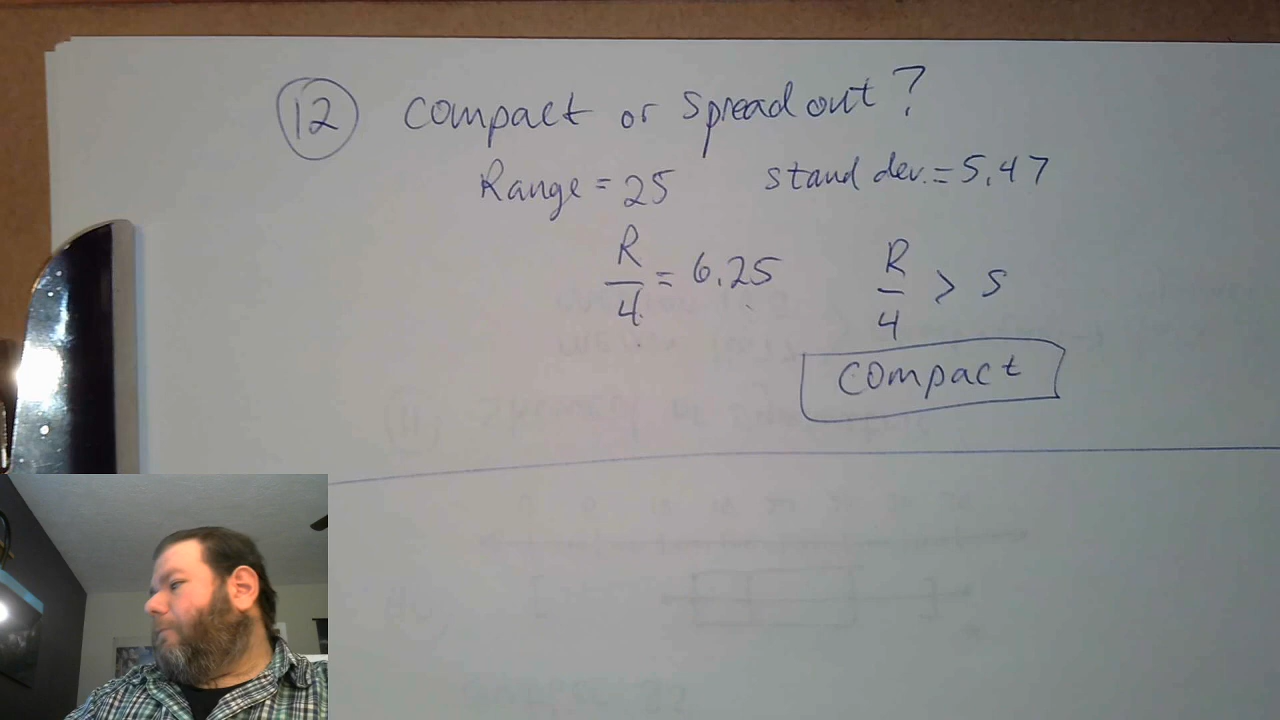 12 Compact or Spread out?
Range = 25 stand dev. = 5.47
R/4 = 6.25 R/4 > s
Compact